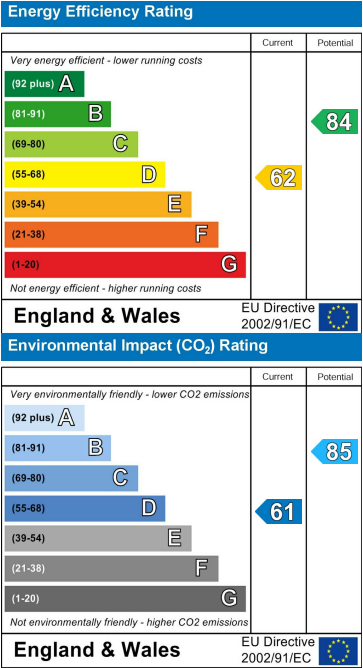 Energy Efficiency Rating
Current Potential
Very energy efficient - lower running costs
(92 plus) A
(81-91) B
84
(69-80) C
(55-68) D
62
(39-54) E
(21-38) F
(1-20) G
Not energy efficient - higher running costs
England & Wales
EU Directive
2002/91/EC
Environmental Impact (CO₂) Rating
Current Potential
Very environmentally friendly - lower CO2 emissions
(92 plus) A
(81-91) B
85
(69-80) C
(55-68) D
61
(39-54) E
(21-38) F
(1-20) G
Not environmentally friendly - higher CO2 emissions
England & Wales
EU Directive
2002/91/EC